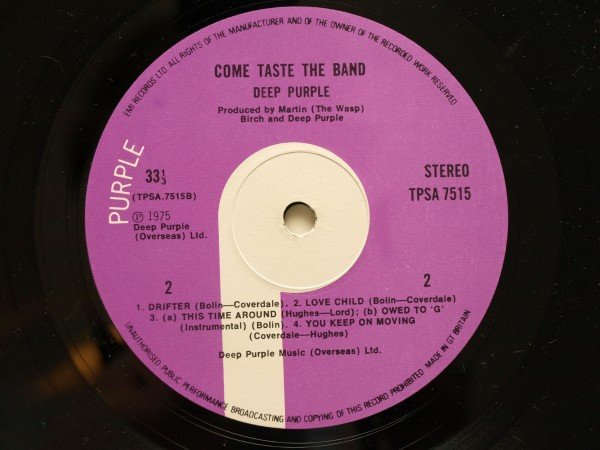 EMI RECORDS LTD. ALL RIGHTS OF THE MANUFACTURER AND OF THE OWNER OF THE RECORDED WORK RESERVED
COME TASTE THE BAND
DEEP PURPLE
Produced by Martin (The Wasp)
Birch and Deep Purple
PURPLE
33⅓
(TPSA.7515B)
℗ 1975
Deep Purple
(Overseas) Ltd.
STEREO
TPSA 7515
2
2
1. DRIFTER (Bolin—Coverdale). 2. LOVE CHILD (Bolin—Coverdale)
3. (a) THIS TIME AROUND (Hughes—Lord); (b) OWED TO 'G'
(Instrumental) (Bolin). 4. YOU KEEP ON MOVING
(Coverdale—Hughes)
Deep Purple Music (Overseas) Ltd.
UNAUTHORISED PUBLIC PERFORMANCE BROADCASTING AND COPYING OF THIS RECORD PROHIBITED MADE IN GT BRITAIN